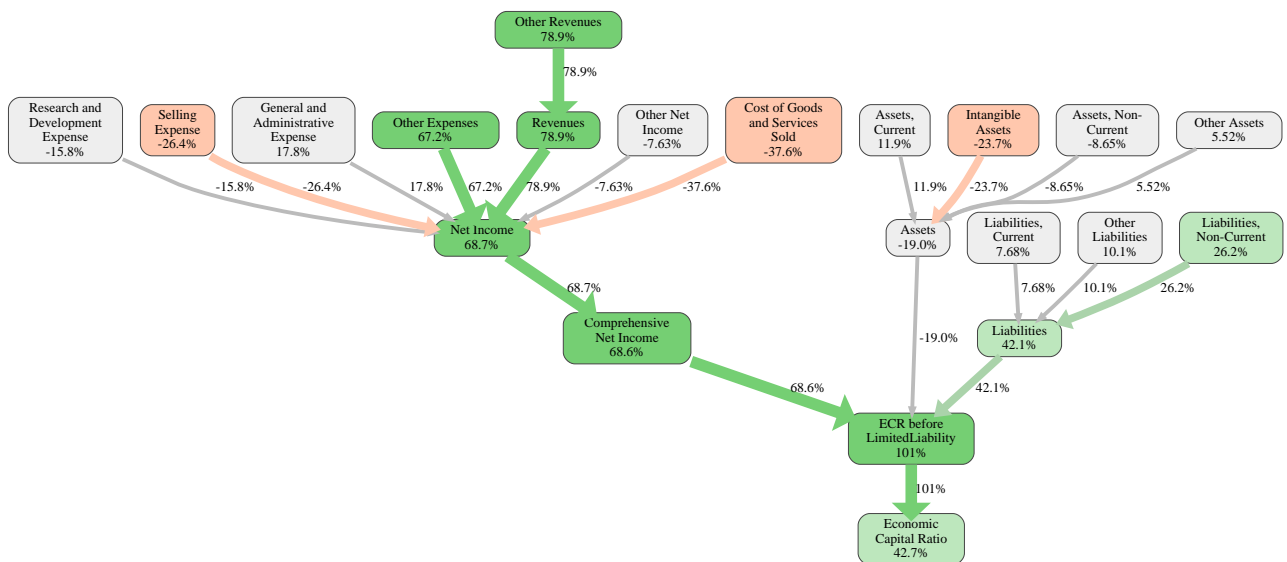 Other Revenues
78.9%
78.9%
Research and
Development
Expense
-15.8%
Selling
Expense
-26.4%
General and
Administrative
Expense
17.8%
Other Expenses
67.2%
Revenues
78.9%
Other Net
Income
-7.63%
Cost of Goods
and Services
Sold
-37.6%
Assets,
Current
11.9%
Intangible
Assets
-23.7%
Assets, Non-
Current
-8.65%
Other Assets
5.52%
-15.8%
-26.4%
17.8%
67.2%
78.9%
-7.63%
-37.6%
11.9%
-23.7%
-8.65%
5.52%
Net Income
68.7%
Assets
-19.0%
Liabilities,
Current
7.68%
Other
Liabilities
10.1%
Liabilities,
Non-Current
26.2%
68.7%
7.68%
10.1%
26.2%
Comprehensive
Net Income
68.6%
-19.0%
Liabilities
42.1%
68.6%
42.1%
ECR before
LimitedLiability
101%
101%
Economic
Capital Ratio
42.7%